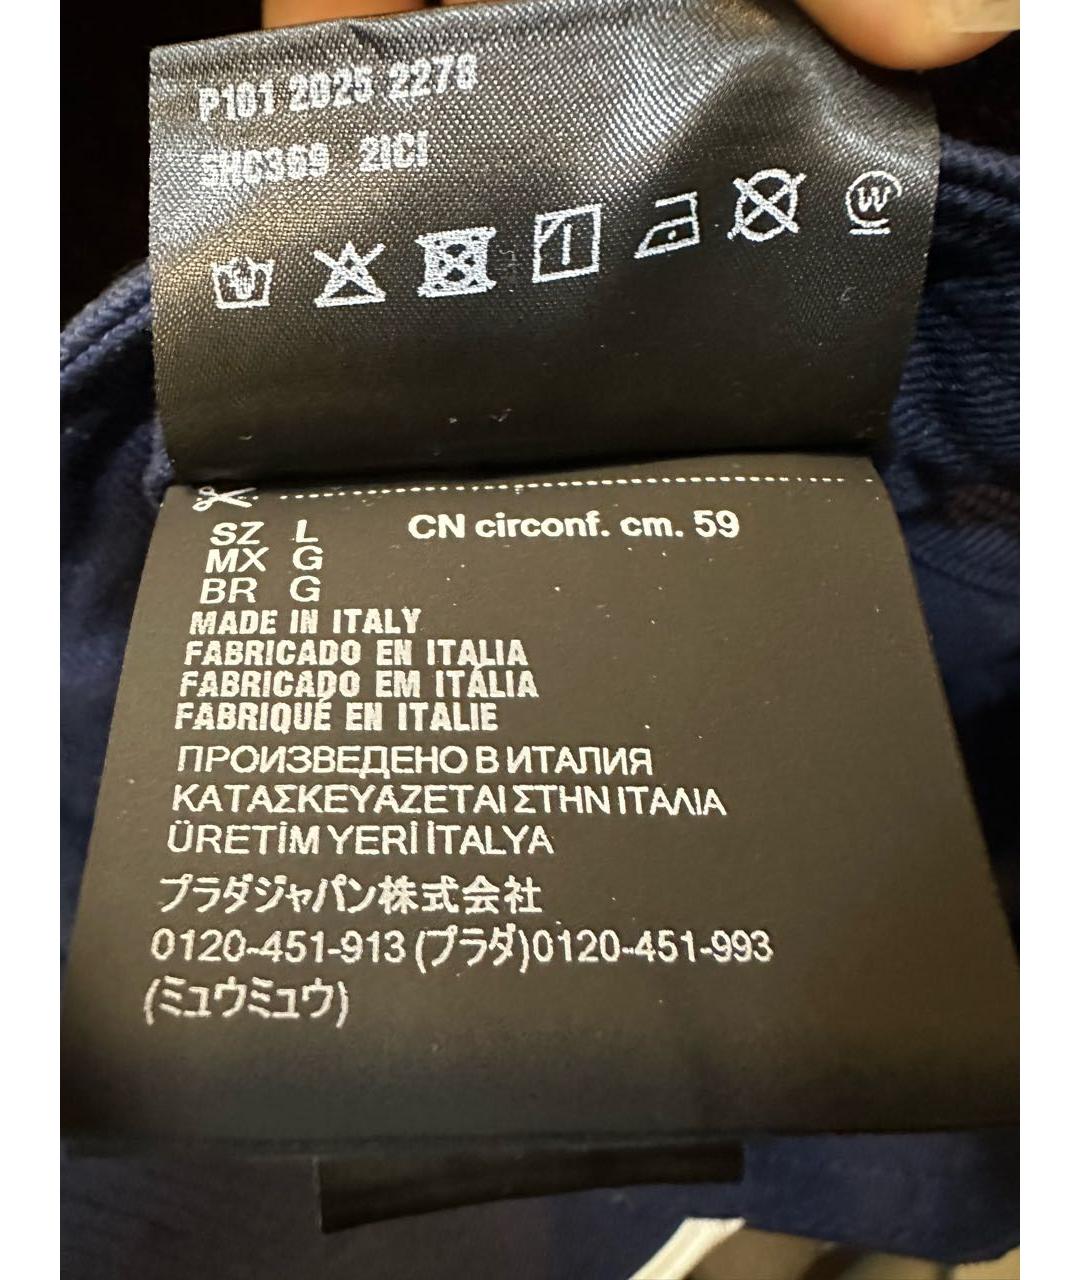 P101 2025 2278
5HC369 2ICI
SZ L CN circonf. cm. 59
MX G
BR G
MADE IN ITALY
FABRICADO EN ITALIA
FABRICADO EM ITÁLIA
FABRIQUÉ EN ITALIE
ПРОИЗВЕДЕНО В ИТАЛИЯ
ΚΑΤΑΣΚΕΥΑΖΕΤΑΙ ΣΤΗΝ ΙΤΑΛΙΑ
ÜRETİM YERİ İTALYA
プラダジャパン株式会社
0120-451-913 (プラダ)0120-451-993
(ミュウミュウ)